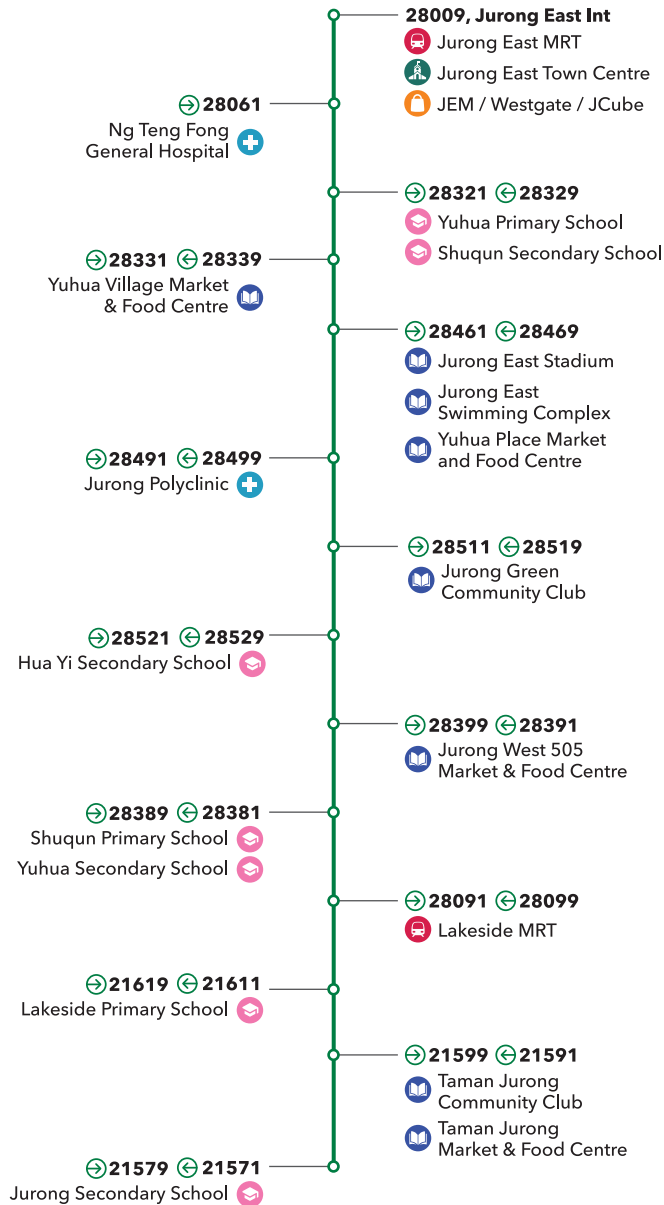 28009, Jurong East Int
Jurong East MRT
Jurong East Town Centre
JEM / Westgate / JCube
28061
Ng Teng Fong
General Hospital
28321 28329
Yuhua Primary School
Shuqun Secondary School
28331 28339
Yuhua Village Market
& Food Centre
28461 28469
Jurong East Stadium
Jurong East
Swimming Complex
Yuhua Place Market
and Food Centre
28491 28499
Jurong Polyclinic
28511 28519
Jurong Green
Community Club
28521 28529
Hua Yi Secondary School
28399 28391
Jurong West 505
Market & Food Centre
28389 28381
Shuqun Primary School
Yuhua Secondary School
28091 28099
Lakeside MRT
21619 21611
Lakeside Primary School
21599 21591
Taman Jurong
Community Club
Taman Jurong
Market & Food Centre
21579 21571
Jurong Secondary School